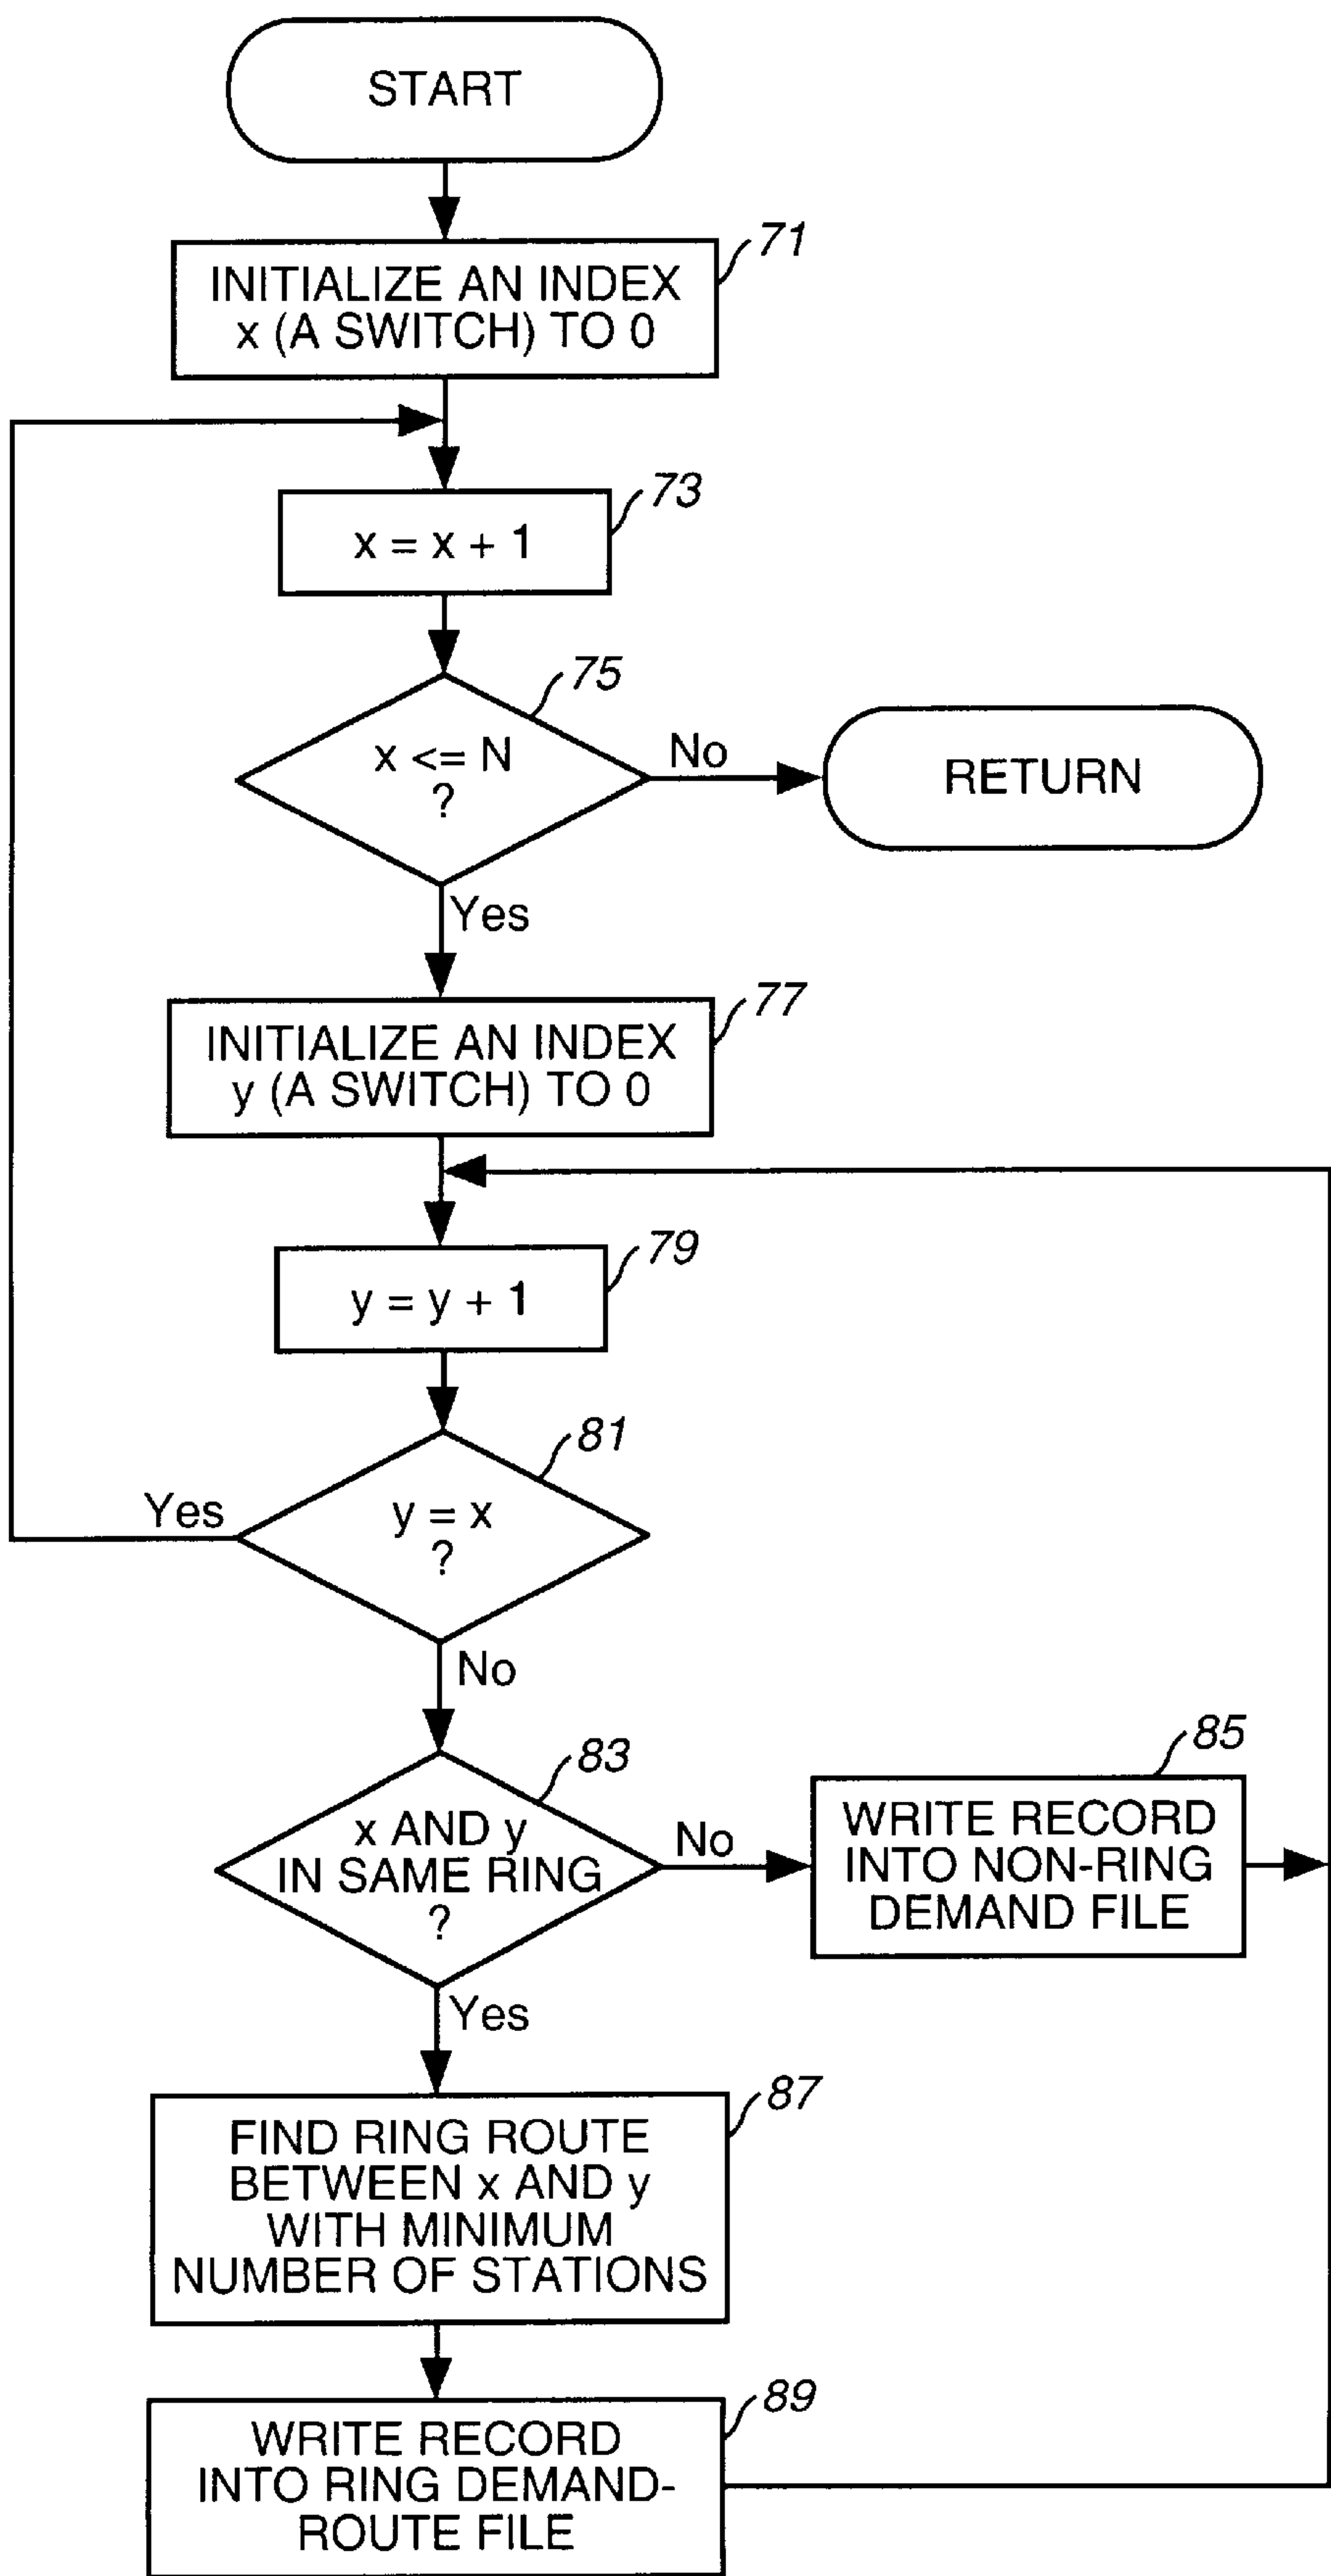 START
71
INITIALIZE AN INDEX
x (A SWITCH) TO 0
73
x = x + 1
75
x <= N
?
No
RETURN
Yes
77
INITIALIZE AN INDEX
y (A SWITCH) TO 0
79
y = y + 1
81
Yes
y = x
?
No
83
x AND y
IN SAME RING
?
No
85
WRITE RECORD
INTO NON-RING
DEMAND FILE
Yes
87
FIND RING ROUTE
BETWEEN x AND y
WITH MINIMUM
NUMBER OF STATIONS
89
WRITE RECORD
INTO RING DEMAND-
ROUTE FILE